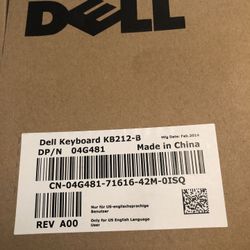 DELL
Dell Keyboard KB212-B
Mfg Date: Feb.2014
DP/N 04G481
Made in China
CN-04G481-71616-42M-0ISQ
Nur für US-englischsprachige
Benutzer
Only for US English Language
User
REV A00